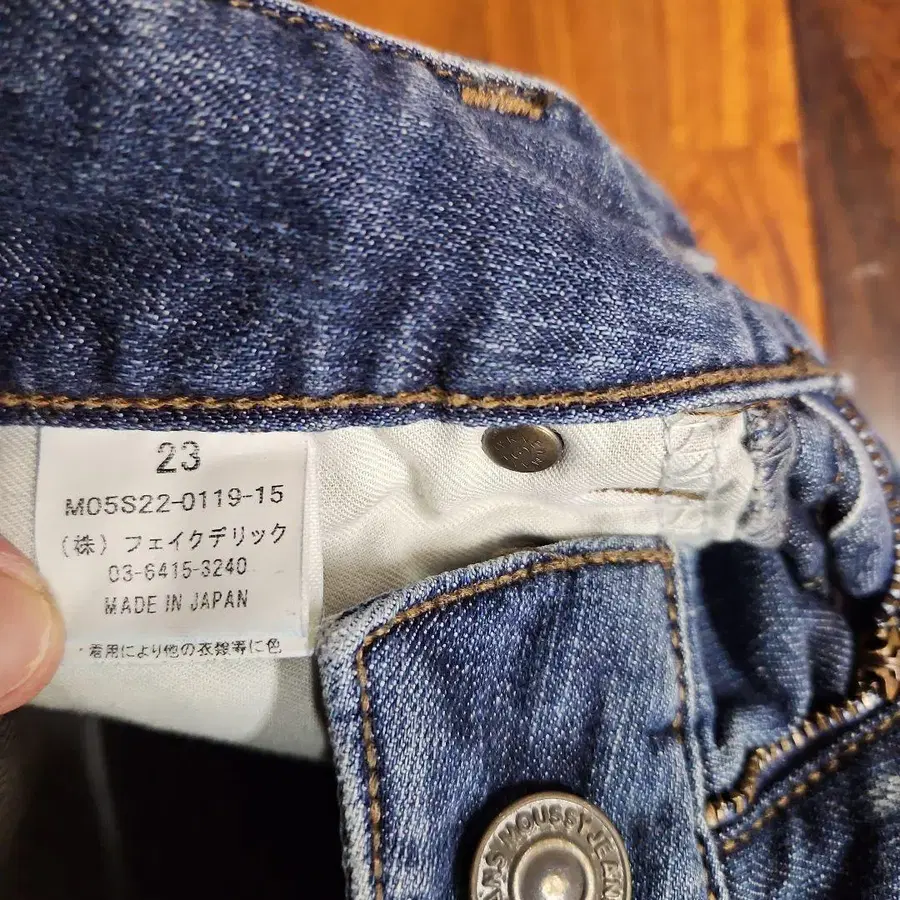 23
M05S22-0119-15
(株) フェイクデリック
03-6415-3240
MADE IN JAPAN
着用により他の衣類等に色
MOUSSY JEANS